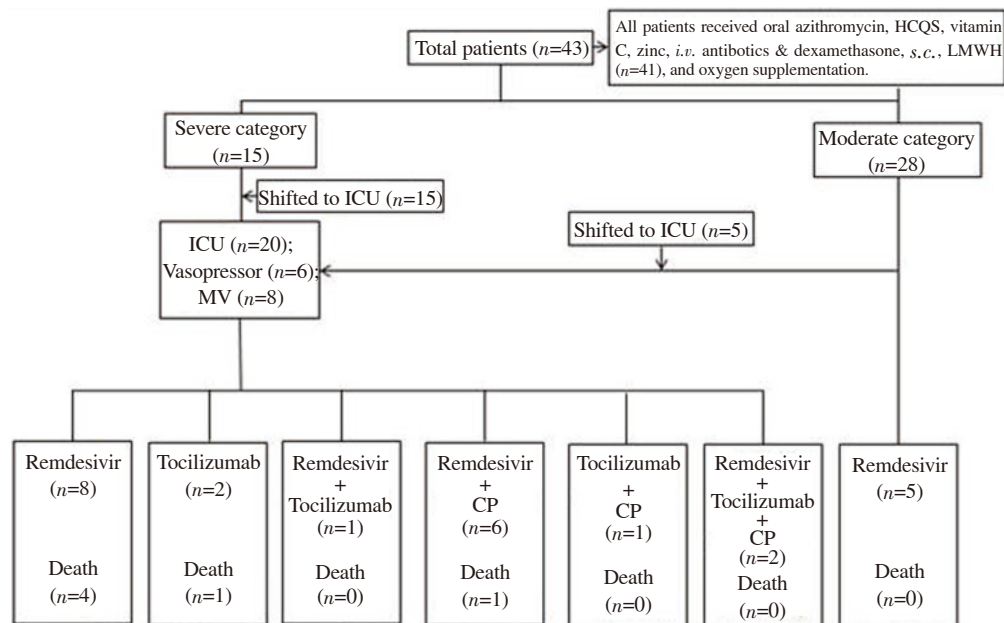 Total patients (n=43)
All patients received oral azithromycin, HCQS, vitamin
C, zinc, i.v. antibotics & dexamethasone, s.c., LMWH
(n=41), and oxygen supplementation.
Severe category
(n=15)
Moderate category
(n=28)
Shifted to ICU (n=15)
Shifted to ICU (n=5)
ICU (n=20);
Vasopressor (n=6);
MV (n=8)
Remdesivir
(n=8)
Death
(n=4)
Tocilizumab
(n=2)
Death
(n=1)
Remdesivir
+
Tocilizumab
(n=1)
Death
(n=0)
Remdesivir
+
CP
(n=6)
Death
(n=1)
Tocilizumab
+
CP
(n=1)
Death
(n=0)
Remdesivir
+
Tocilizumab
+
CP
(n=2)
Death
(n=0)
Remdesivir
(n=5)
Death
(n=0)